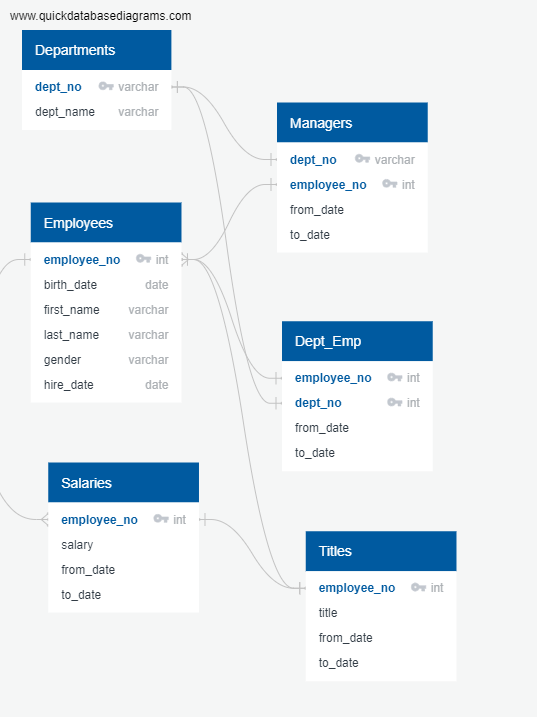 www.quickdatabasediagrams.com
Departments
dept_no varchar
dept_name varchar
Managers
dept_no varchar
employee_no int
from_date
to_date
Employees
employee_no int
birth_date date
first_name varchar
last_name varchar
gender varchar
hire_date date
Dept_Emp
employee_no int
dept_no int
from_date
to_date
Salaries
employee_no int
salary
from_date
to_date
Titles
employee_no int
title
from_date
to_date